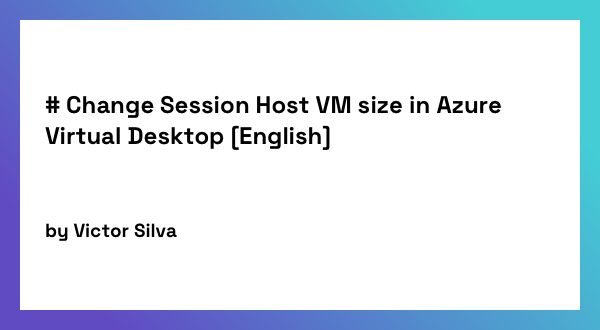 # Change Session Host VM size in Azure
Virtual Desktop [English]
by Victor Silva